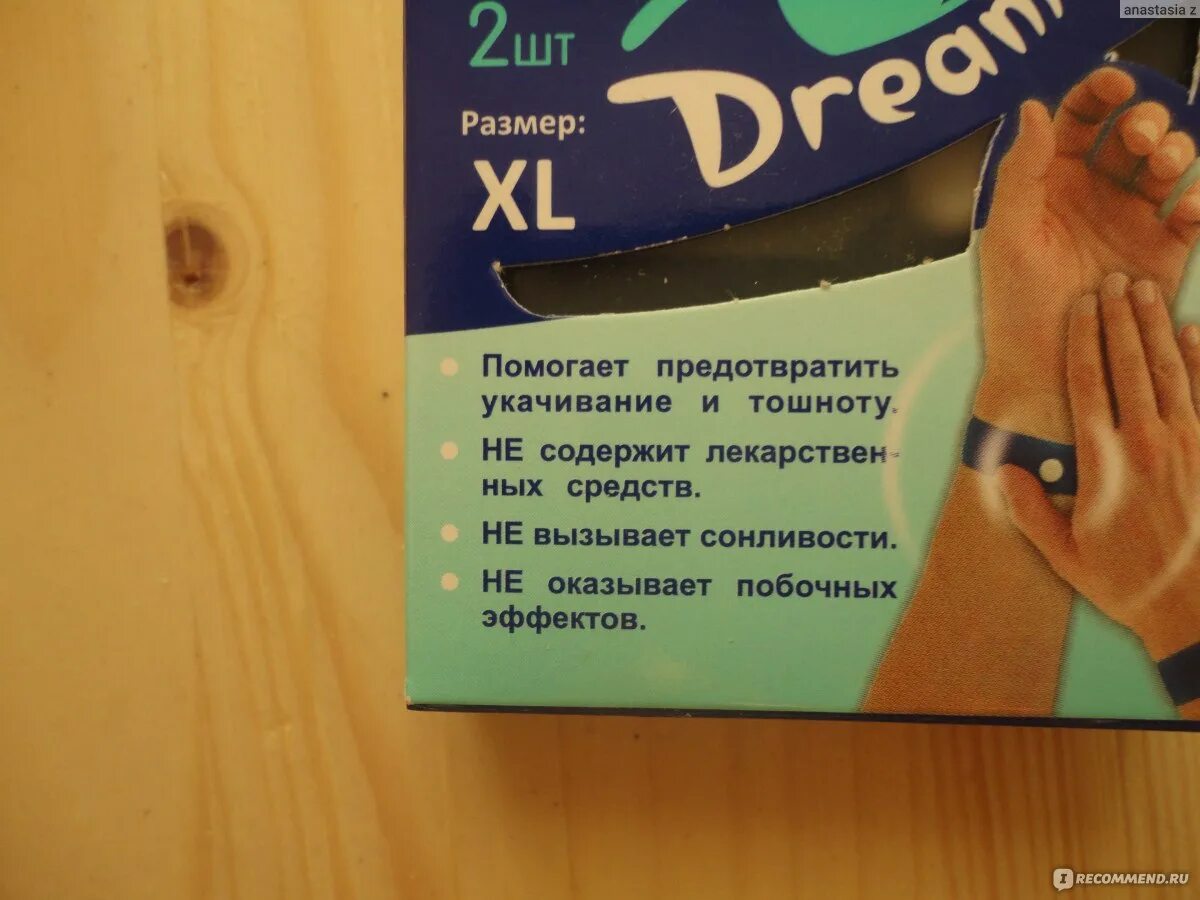 anastasia z
2шт
Dream
Размер:
XL
Помогает предотвратить
укачивание и тошноту.
НЕ содержит лекарствен-
ных средств.
НЕ вызывает сонливости.
НЕ оказывает побочных
эффектов.
I RECOMMEND.RU